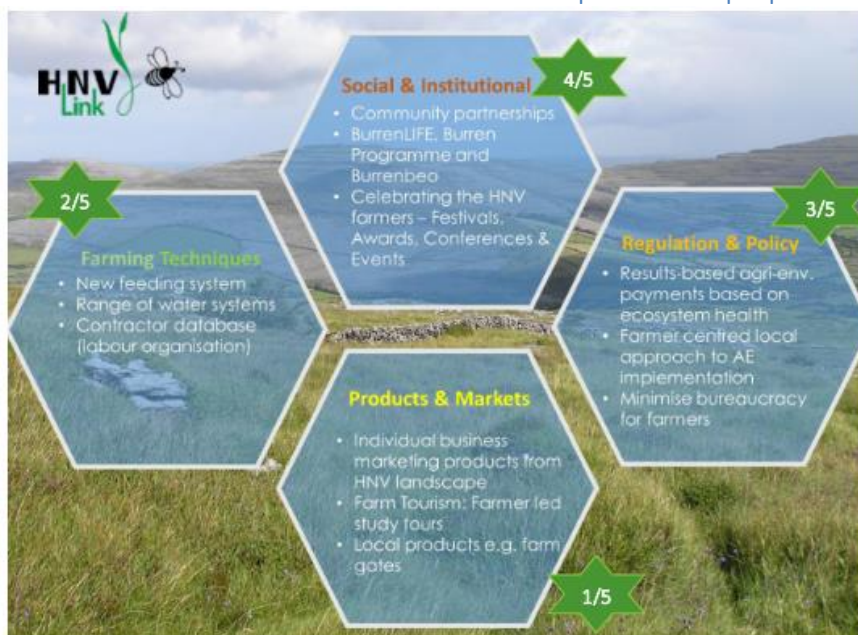 HNV
Link
Social & Institutional
4/5
• Community partnerships
• BurrenLIFE, Burren
Programme and
Burrenbeo
• Celebrating the HNV
farmers – Festivals,
Awards, Conferences &
Events
2/5
Farming Techniques
• New feeding system
• Range of water systems
• Contractor database
(labour organisation)
3/5
Regulation & Policy
• Results-based agri-env.
payments based on
ecosystem health
• Farmer centred local
approach to AE
implementation
• Minimise bureaucracy
for farmers
Products & Markets
• Individual business
marketing products from
HNV landscape
• Farm Tourism: Farmer led
study tours
• Local products e.g. farm
gates
1/5